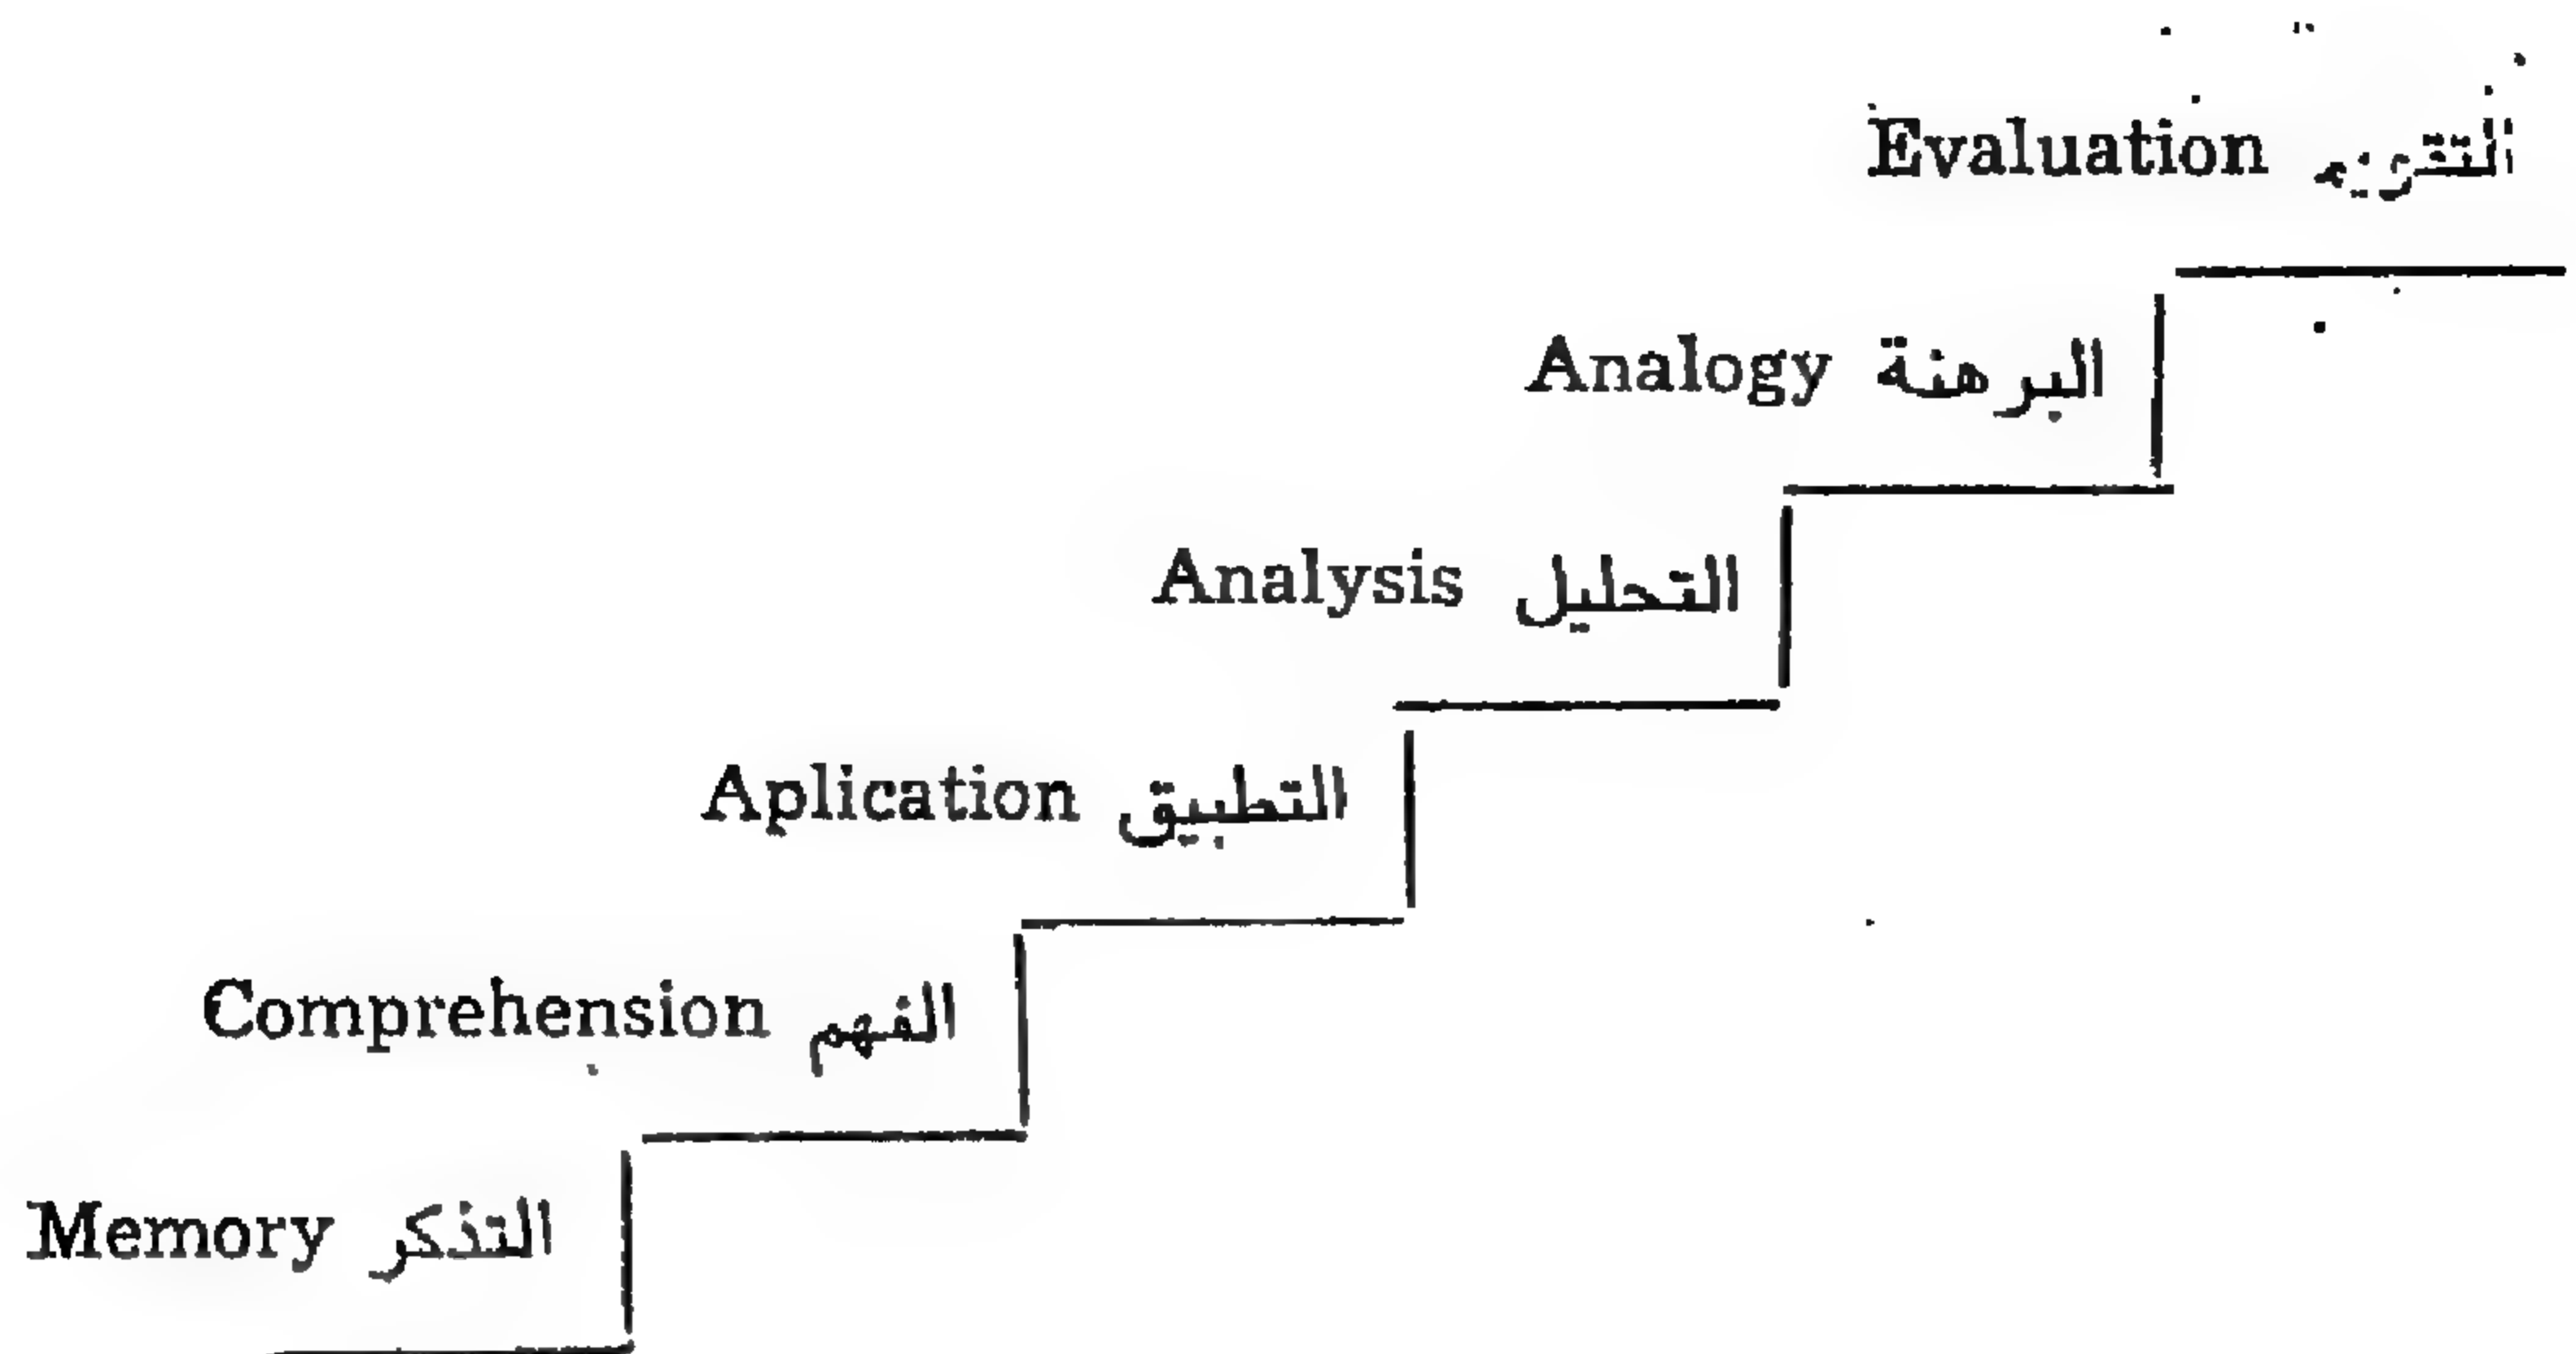 Evaluation التقويم
Analogy البرهنة
Analysis التحليل
Aplication التطبيق
Comprehension الفهم
Memory التذكر